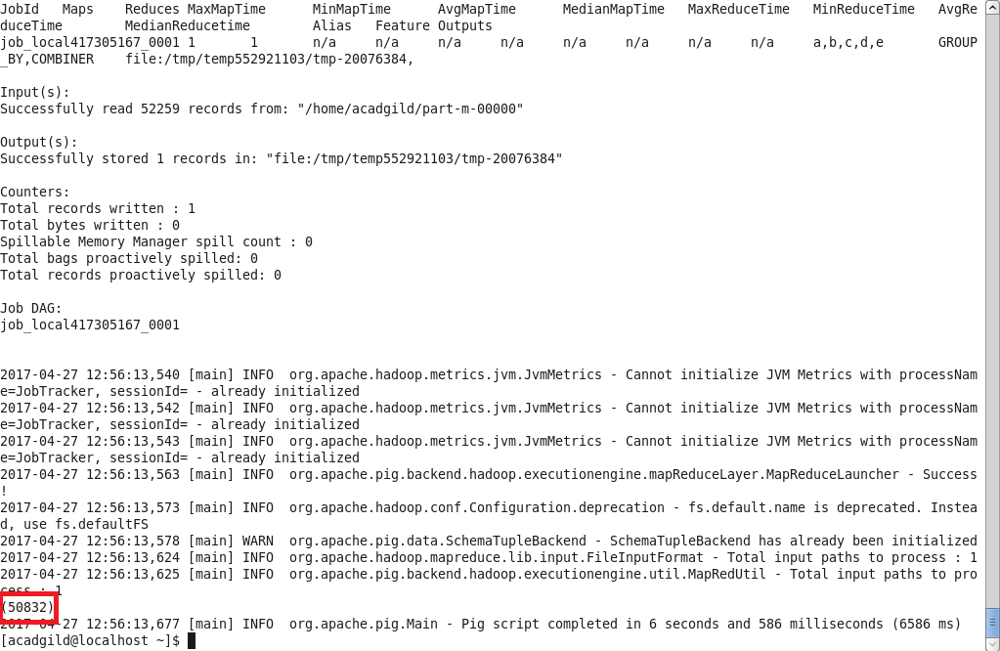 JobId   Maps    Reduces MaxMapTime      MinMapTime      AvgMapTime      MedianMapTime   MaxReduceTime   MinReduceTime   AvgRe
duceTime        MedianReducetime        Alias   Feature Outputs
job_local417305167_0001 1       1       n/a     n/a     n/a     n/a     n/a     n/a     n/a     n/a     a,b,c,d,e       GROUP
_BY,COMBINER    file:/tmp/temp552921103/tmp-20076384,
Input(s):
Successfully read 52259 records from: "/home/acadgild/part-m-00000"
Output(s):
Successfully stored 1 records in: "file:/tmp/temp552921103/tmp-20076384"
Counters:
Total records written : 1
Total bytes written : 0
Spillable Memory Manager spill count : 0
Total bags proactively spilled: 0
Total records proactively spilled: 0
Job DAG:
job_local417305167_0001
2017-04-27 12:56:13,540 [main] INFO  org.apache.hadoop.metrics.jvm.JvmMetrics - Cannot initialize JVM Metrics with processNam
e=JobTracker, sessionId= - already initialized
2017-04-27 12:56:13,542 [main] INFO  org.apache.hadoop.metrics.jvm.JvmMetrics - Cannot initialize JVM Metrics with processNam
e=JobTracker, sessionId= - already initialized
2017-04-27 12:56:13,543 [main] INFO  org.apache.hadoop.metrics.jvm.JvmMetrics - Cannot initialize JVM Metrics with processNam
e=JobTracker, sessionId= - already initialized
2017-04-27 12:56:13,563 [main] INFO  org.apache.pig.backend.hadoop.executionengine.mapReduceLayer.MapReduceLauncher - Success
!
2017-04-27 12:56:13,573 [main] INFO  org.apache.hadoop.conf.Configuration.deprecation - fs.default.name is deprecated. Instea
d, use fs.defaultFS
2017-04-27 12:56:13,578 [main] WARN  org.apache.pig.data.SchemaTupleBackend - SchemaTupleBackend has already been initialized
2017-04-27 12:56:13,624 [main] INFO  org.apache.hadoop.mapreduce.lib.input.FileInputFormat - Total input paths to process : 1
2017-04-27 12:56:13,625 [main] INFO  org.apache.pig.backend.hadoop.executionengine.util.MapRedUtil - Total input paths to pro
cess : 1
(50832)
2017-04-27 12:56:13,677 [main] INFO  org.apache.pig.Main - Pig script completed in 6 seconds and 586 milliseconds (6586 ms)
[acadgild@localhost ~]$